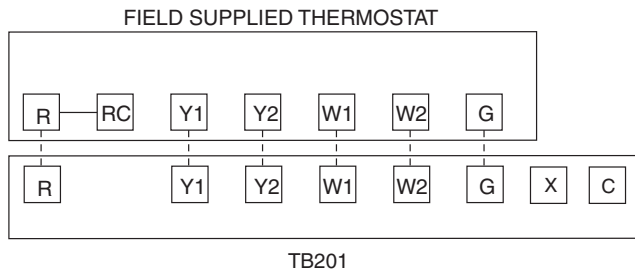 FIELD SUPPLIED THERMOSTAT
R RC Y1 Y2 W1 W2 G
R Y1 Y2 W1 W2 G X C
TB201